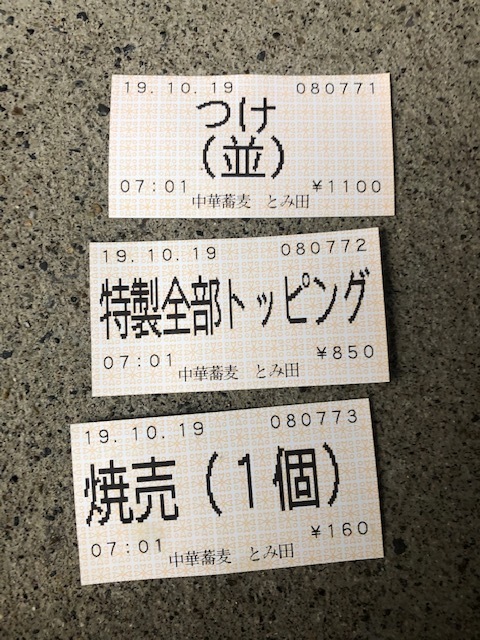 19.10.19 080771
つけ
(並)
07:01 ¥1100
中華蕎麦 とみ田
19.10.19 080772
特製全部トッピング
07:01 ¥850
中華蕎麦 とみ田
19.10.19 080773
焼売(1個)
07:01 ¥160
中華蕎麦 とみ田